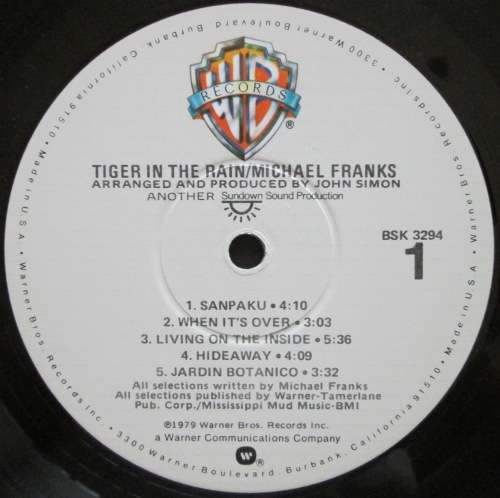 3300 Warner Boulevard, Burbank, California 91510 • Made in U.S.A. • Warner Bros. Records Inc. • 3300 Warner Boulevard, Burbank, California 91510 • Made in U.S.A. • Warner Bros. Records Inc. •
WB
RECORDS
®
TIGER IN THE RAIN/MICHAEL FRANKS
ARRANGED AND PRODUCED BY JOHN SIMON
ANOTHER Sundown Sound Production
BSK 3294
1
1. SANPAKU • 4:10
2. WHEN IT'S OVER • 3:03
3. LIVING ON THE INSIDE • 5:36
4. HIDEAWAY • 4:09
5. JARDIN BOTANICO • 3:32
All selections written by Michael Franks
All selections published by Warner-Tamerlane
Pub. Corp./Mississippi Mud Music-BMI
℗1979 Warner Bros. Records Inc.
a Warner Communications Company
®